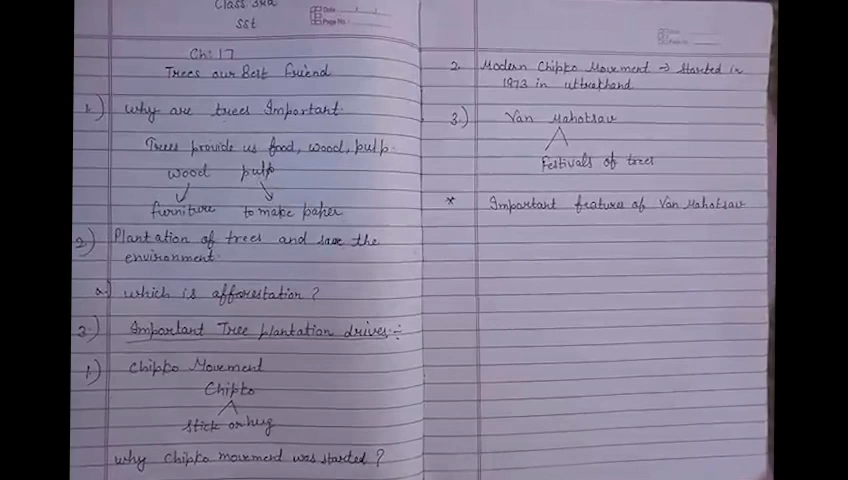 Class 3rd
SSt
Date
Page No.
Ch: 17
Trees our Best friend
1.) Why are trees Important
Trees provide us food, wood, pulp.
wood pulp
furniture to make paper
2.) Plantation of trees and save the
environment.
a.) which is afforestation ?
3.) Important Tree plantation drives :-
1.) Chipko Movement
Chipko
Stick or hug
why chipko movement was started ?
2. Modern Chipko Movement → Started in
1973 in uttrakhand
3.) Van Mahotsav
Festivals of trees
* Important features of Van Mahotsav